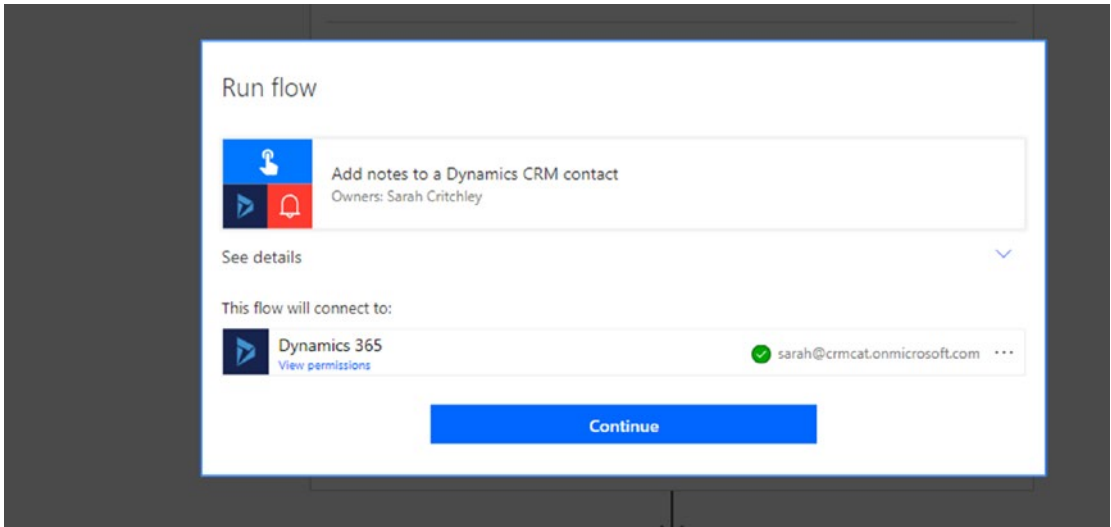 Run flow
Add notes to a Dynamics CRM contact
Owners: Sarah Critchley
See details
This flow will connect to:
Dynamics 365
View permissions
sarah@crmcat.onmicrosoft.com
Continue